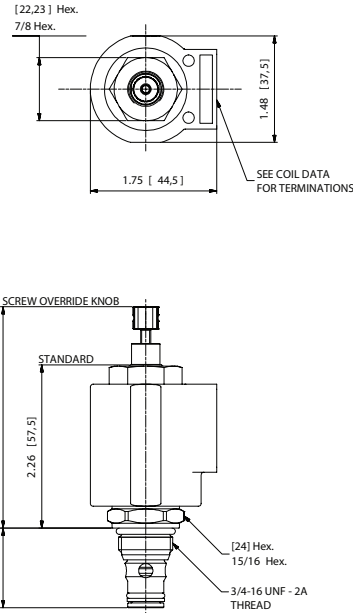 [22,23 ] Hex.
7/8 Hex.
1.48 [37,5]
1.75 [ 44,5 ]
SEE COIL DATA
FOR TERMINATIONS
SCREW OVERRIDE KNOB
STANDARD
2.26 [57,5]
[24] Hex.
15/16 Hex.
3/4-16 UNF - 2A
THREAD